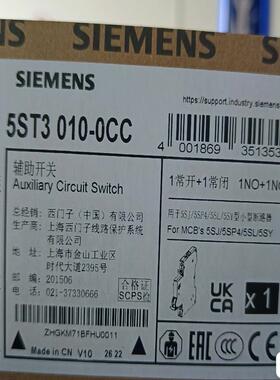 SIEMENS
SIEMENS
https://support.industry.siemens
5ST3 010-0CC
4 001869 351353
辅助开关
Auxiliary Circuit Switch
1常开+1常闭 1NO+1N
总经销：西门子（中国）有限公司
生产商：上海西门子线路保护系统
有限公司
地址：上海市金山工业区
时代大道2395号
邮编：201506
电话：021-37330666
用于5SJ/5SP4/5SL/5SY型小型断路器
For MCB's 5SJ/5SP4/5SL/5SY
合格证
SCPS检
UK
CA
x 1
ZHGKM71BFHU0011
Made in CN V10 26 22